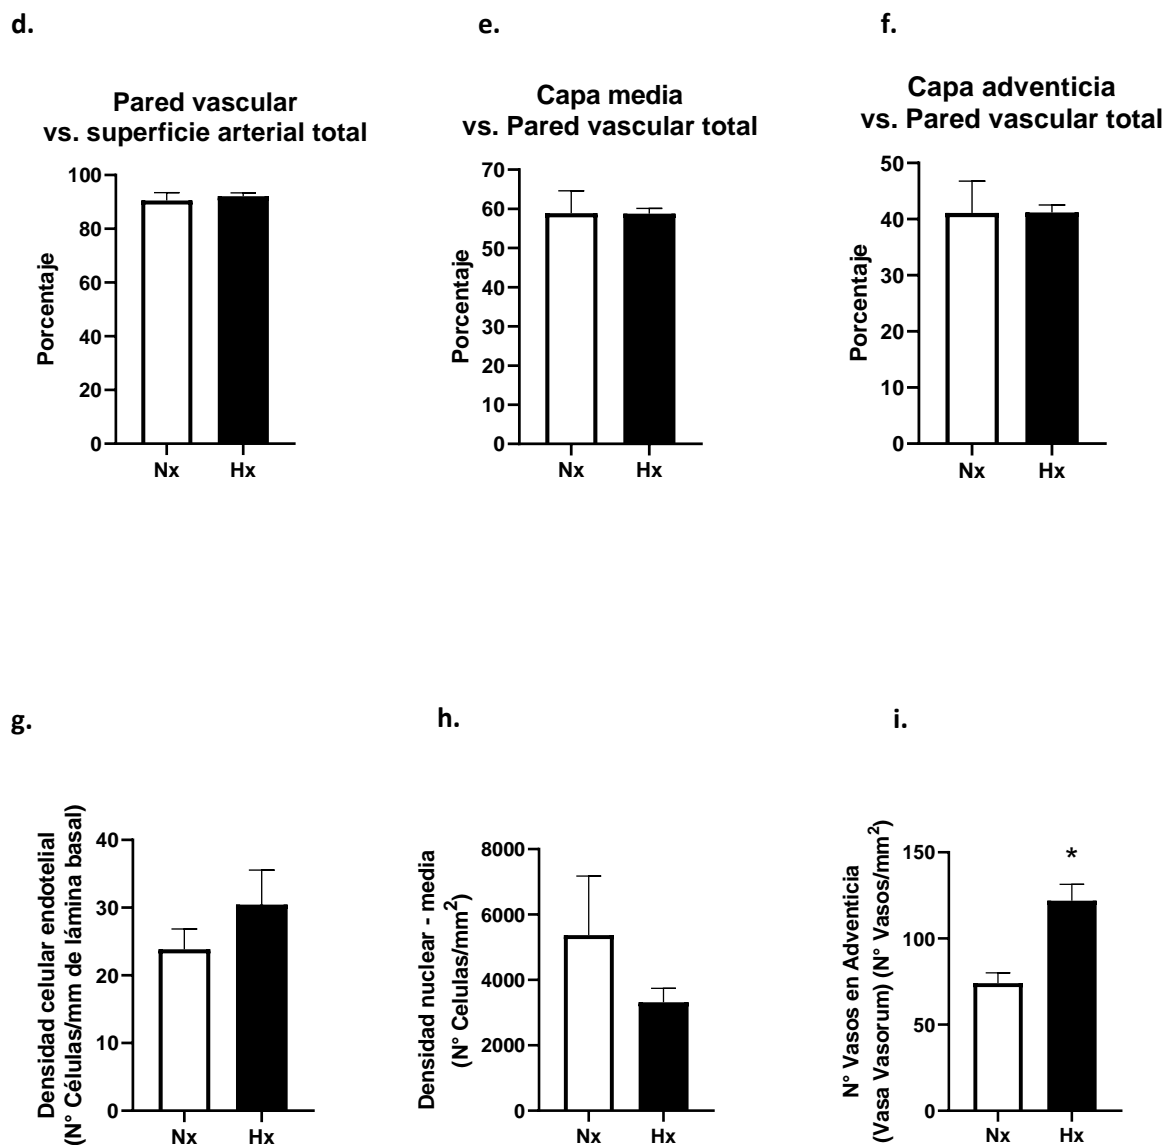 d.
Pared vascular
vs. superficie arterial total
Porcentaje
100
80
60
40
20
0
Nx Hx
e.
Capa media
vs. Pared vascular total
Porcentaje
70
60
50
40
30
20
10
0
Nx Hx
f.
Capa adventicia
vs. Pared vascular total
Porcentaje
50
40
30
20
10
0
Nx Hx
g.
Densidad celular endotelial
(N° Células/mm de lámina basal)
40
30
20
10
0
Nx Hx
h.
Densidad nuclear - media
(N° Celulas/mm²)
8000
6000
4000
2000
0
Nx Hx
i.
N° Vasos en Adventicia
(Vasa Vasorum) (N° Vasos/mm²)
150
100
50
0
*
Nx Hx